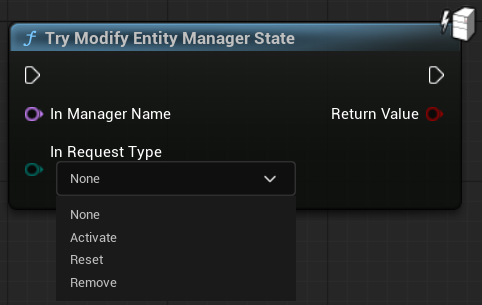 f Try Modify Entity Manager State
In Manager Name
Return Value
In Request Type
None
None
Activate
Reset
Remove